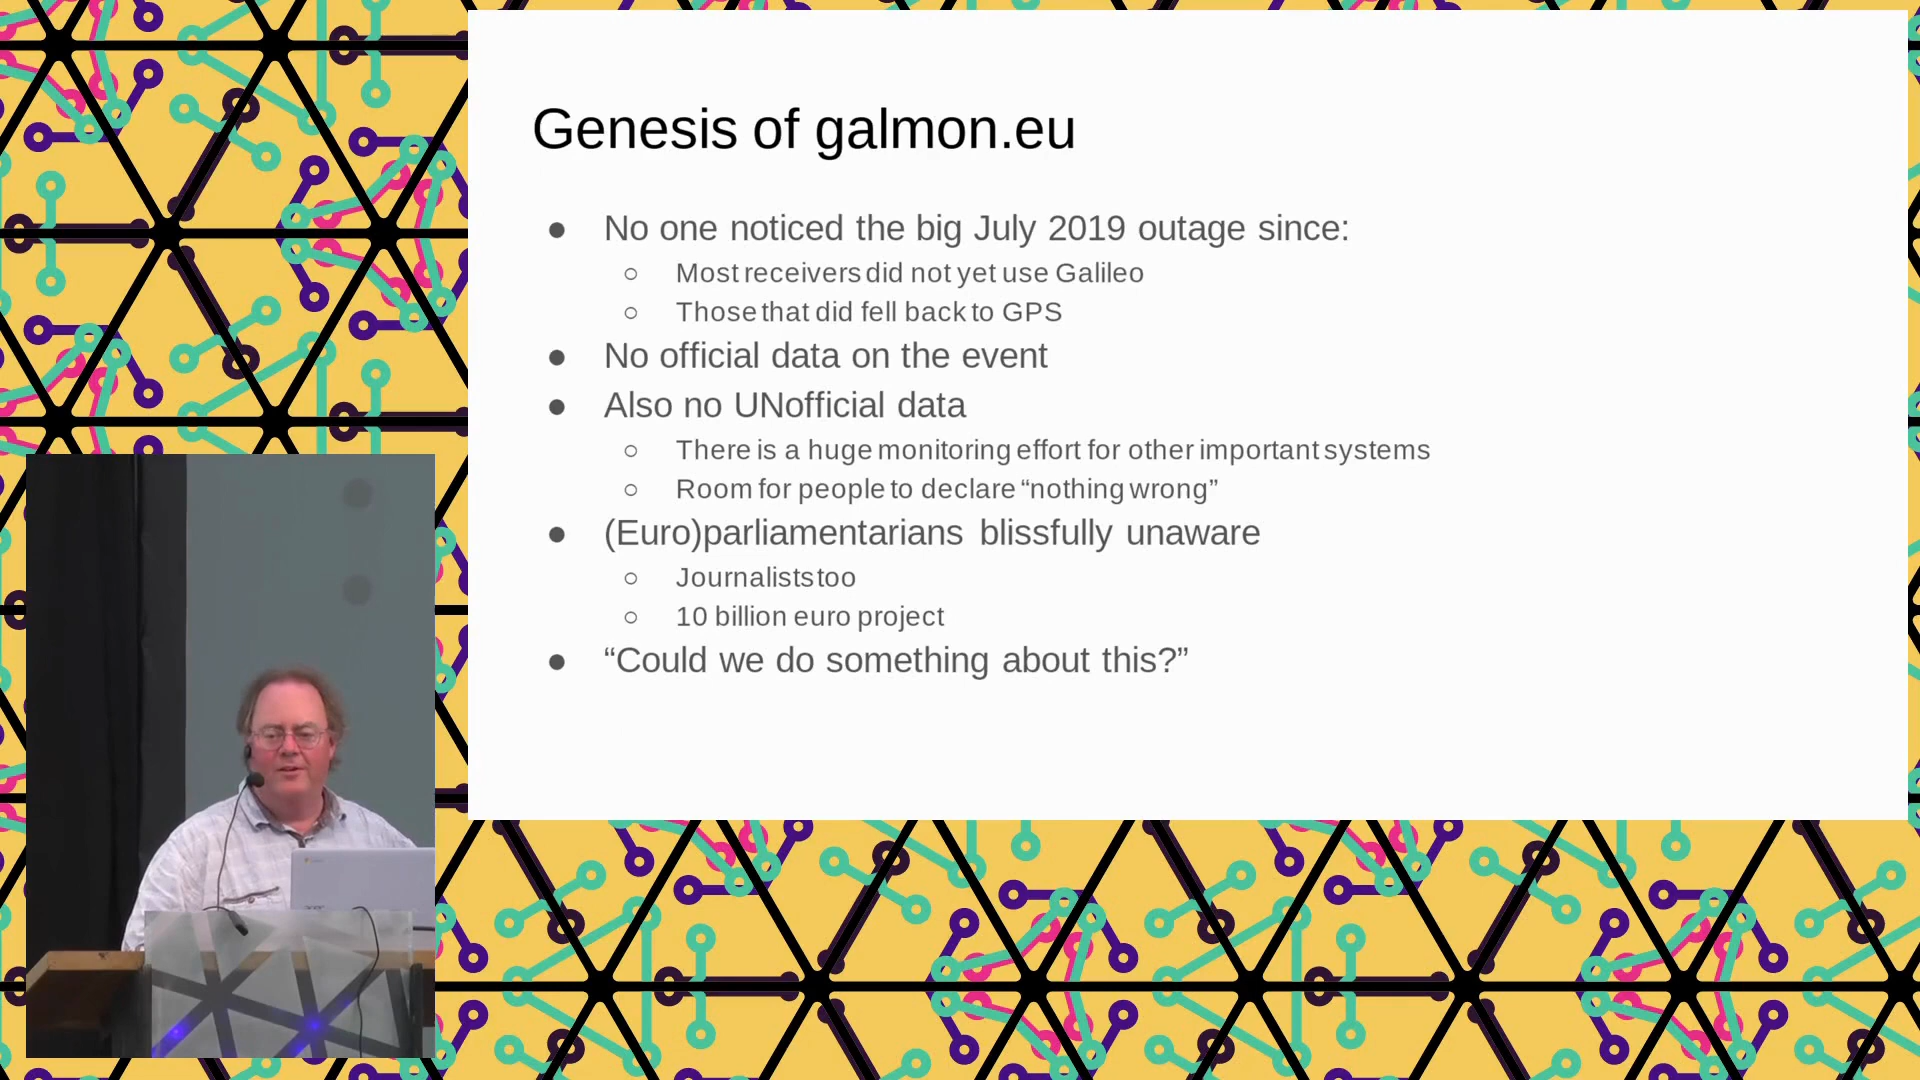 Genesis of galmon.eu
● No one noticed the big July 2019 outage since:
○ Most receivers did not yet use Galileo
○ Those that did fell back to GPS
● No official data on the event
● Also no UNofficial data
○ There is a huge monitoring effort for other important systems
○ Room for people to declare “nothing wrong”
● (Euro)parliamentarians blissfully unaware
○ Journalists too
○ 10 billion euro project
● “Could we do something about this?”